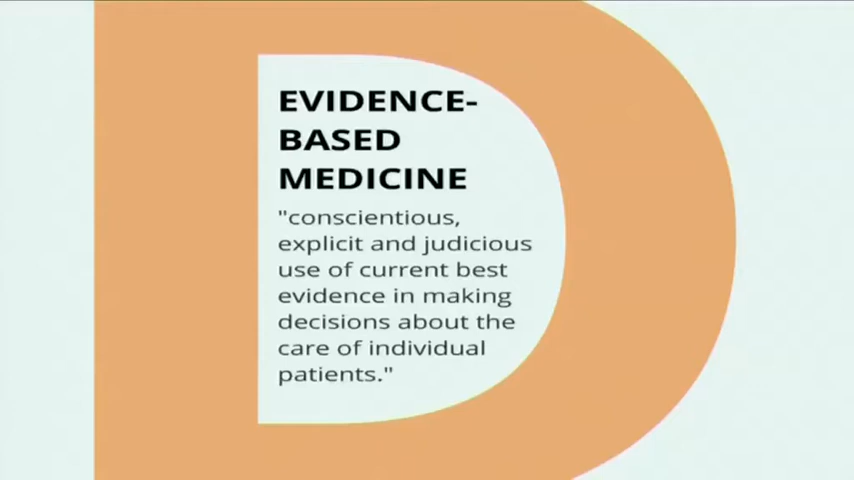 D
EVIDENCE-
BASED
MEDICINE
"conscientious,
explicit and judicious
use of current best
evidence in making
decisions about the
care of individual
patients."